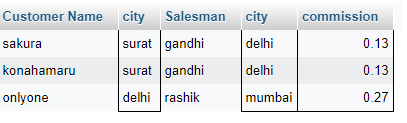 Customer Name city Salesman city commission
sakura surat gandhi delhi 0.13
konahamaru surat gandhi delhi 0.13
onlyone delhi rashik mumbai 0.27